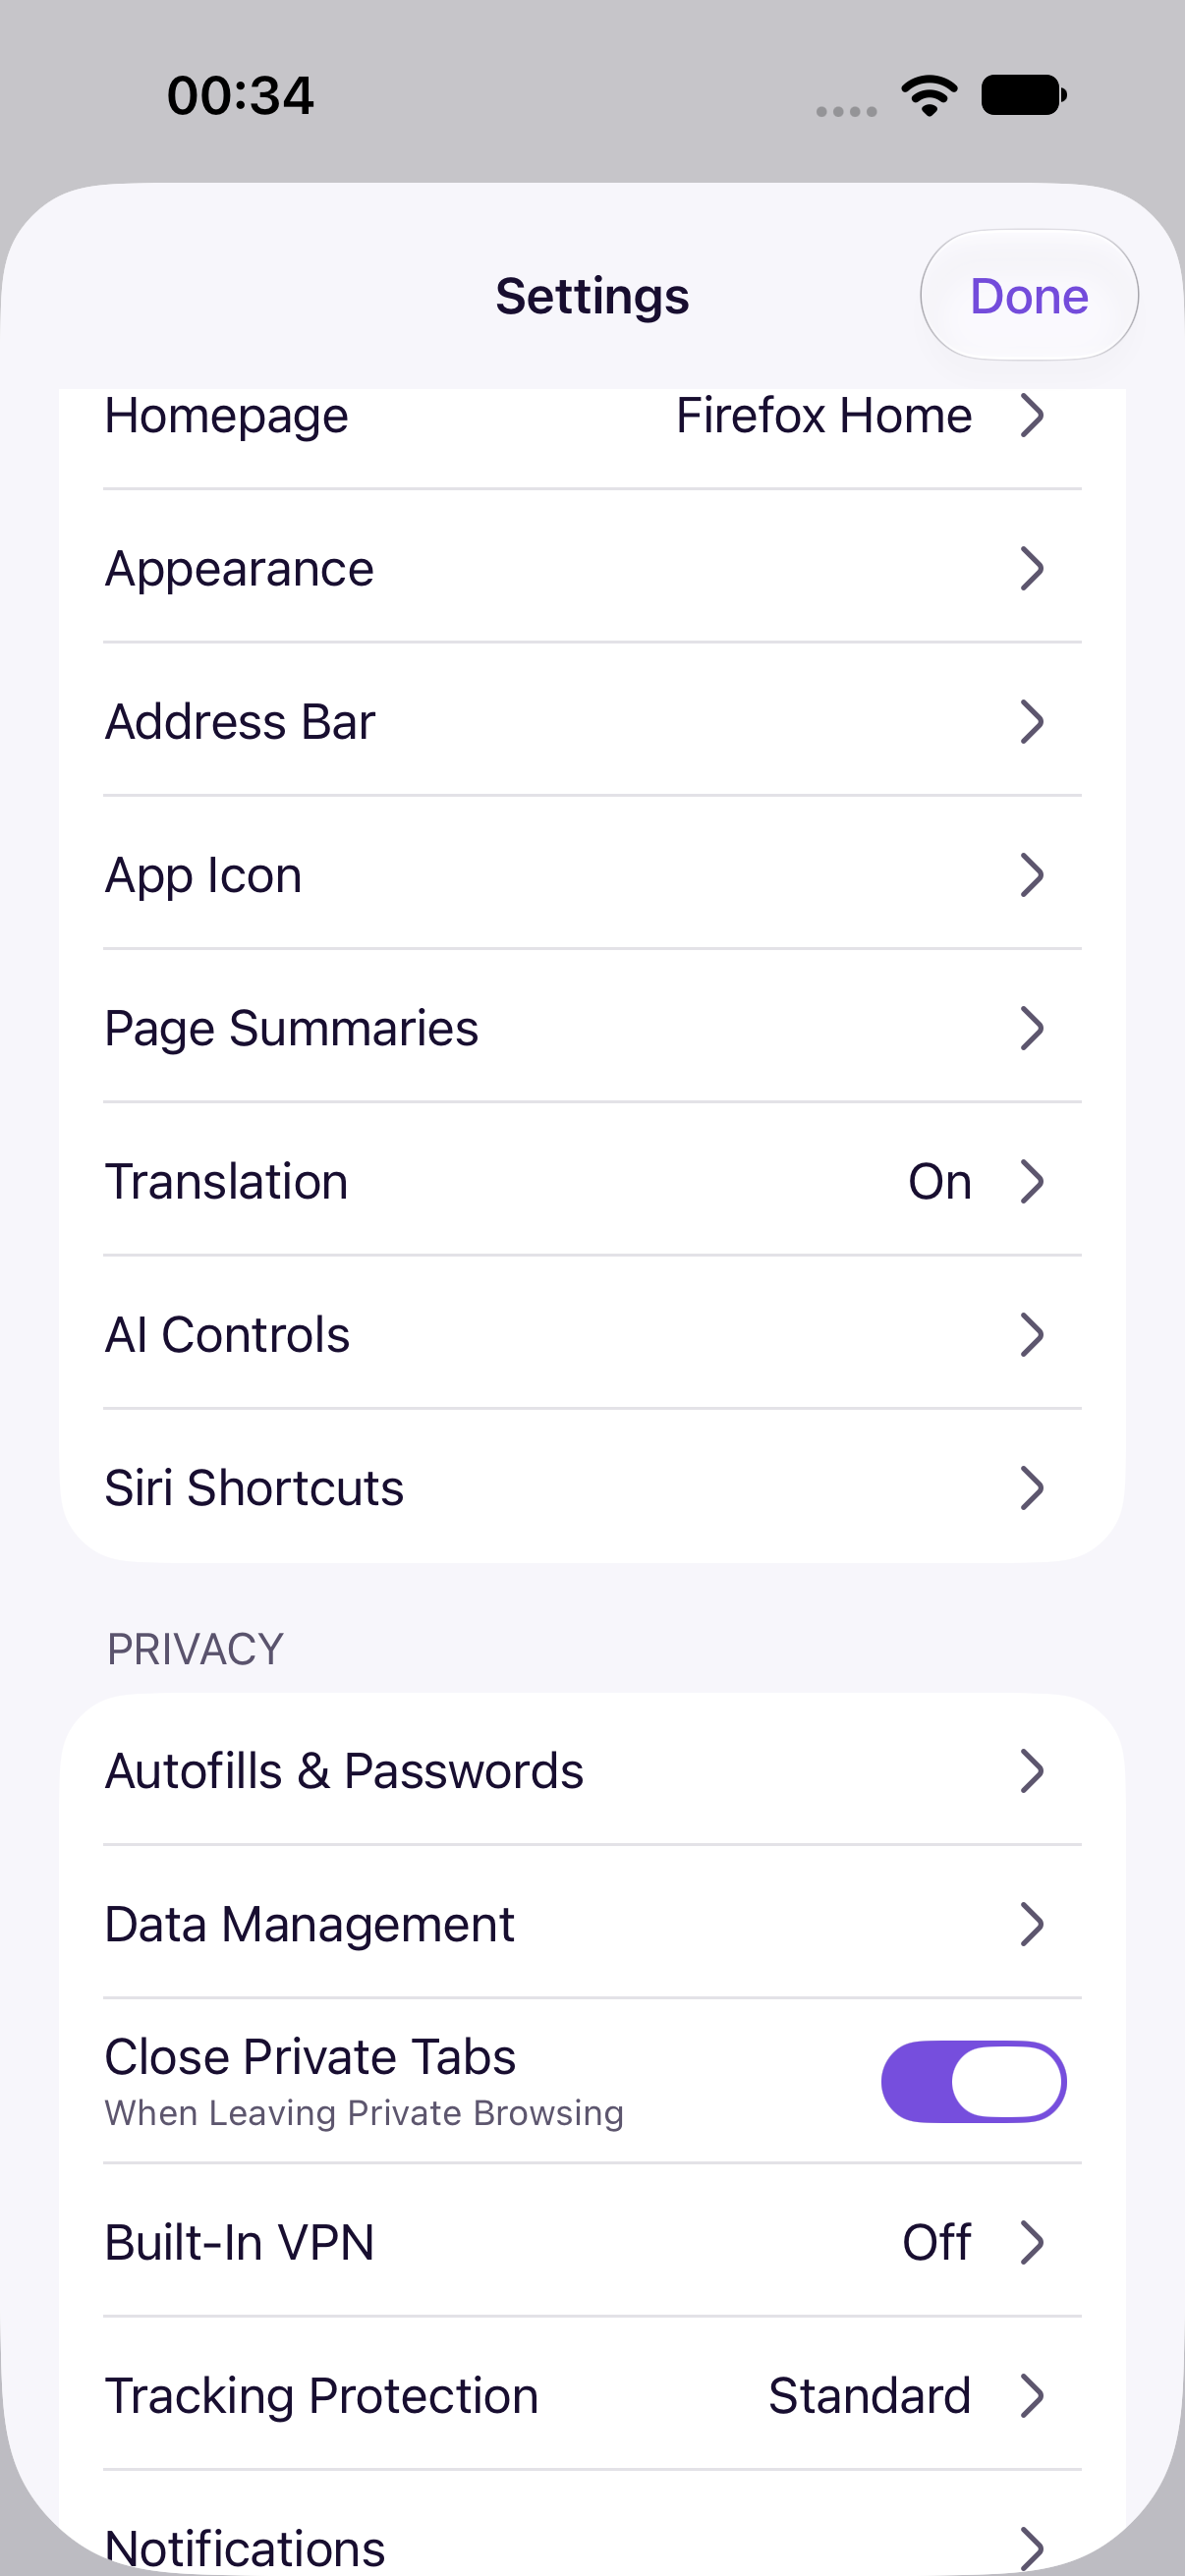 00:34
Settings
Done
Homepage
Firefox Home
Appearance
Address Bar
App Icon
Page Summaries
Translation
On
AI Controls
Siri Shortcuts
PRIVACY
Autofills & Passwords
Data Management
Close Private Tabs
When Leaving Private Browsing
Built-In VPN
Off
Tracking Protection
Standard
Notifications